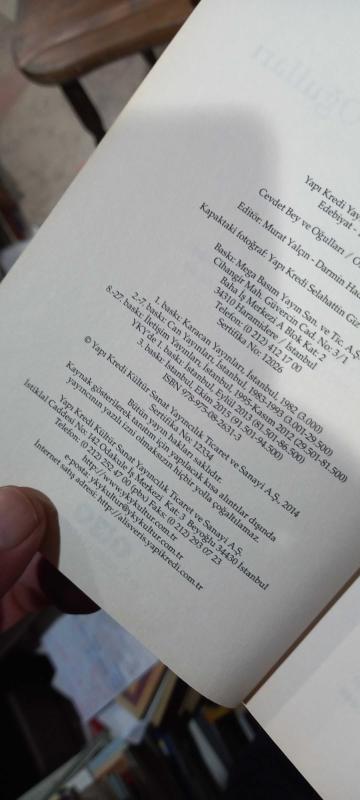 Oğulları
Yapı Kredi Yay
Edebiyat -
Cevdet Bey ve Oğulları / O
Editör: Murat Yalçın - Darmin Had
Kapaktaki fotoğraf: Yapı Kredi Selahattin Giz
Baskı: Mega Basım Yayın San. ve Tic. A.Ş
Cihangir Mah. Güvercin Cad. No: 3/1
Baha İş Merkezi A Blok Kat: 2
34310 Haramidere / İstanbul
Telefon: (0 212) 412 17 00
Sertifika No: 12026
1. baskı: Karacan Yayınları, İstanbul, 1982 (3.000)
2-7. baskı: Can Yayınları, İstanbul, 1983-1993 (3.001-29.500)
8-27. baskı: İletişim Yayınları, İstanbul, 1995-Kasım 2012 (29.501-81.500)
YKY'de 1. baskı: İstanbul, Eylül 2013 (81.501-91.500)
3. baskı: İstanbul, Ekim 2015 (91.501-94.500)
ISBN 978-975-08-2631-3
© Yapı Kredi Kültür Sanat Yayıncılık Ticaret ve Sanayi A.Ş. 2014
Sertifika No: 12334
Bütün yayın hakları saklıdır.
Kaynak gösterilerek tanıtım için yapılacak kısa alıntılar dışında
yayıncının yazılı izni olmaksızın hiçbir yolla çoğaltılamaz.
Yapı Kredi Kültür Sanat Yayıncılık Ticaret ve Sanayi A.Ş.
İstiklal Caddesi No: 142 Odakule İş Merkezi Kat: 3 Beyoğlu 34430 İstanbul
Telefon: (0 212) 252 47 00 (pbx) Faks: (0 212) 293 07 23
http://www.ykykultur.com.tr
e-posta: ykykultur@ykykultur.com.tr
İnternet satış adresi: http://alisveris.yapikredi.com.tr